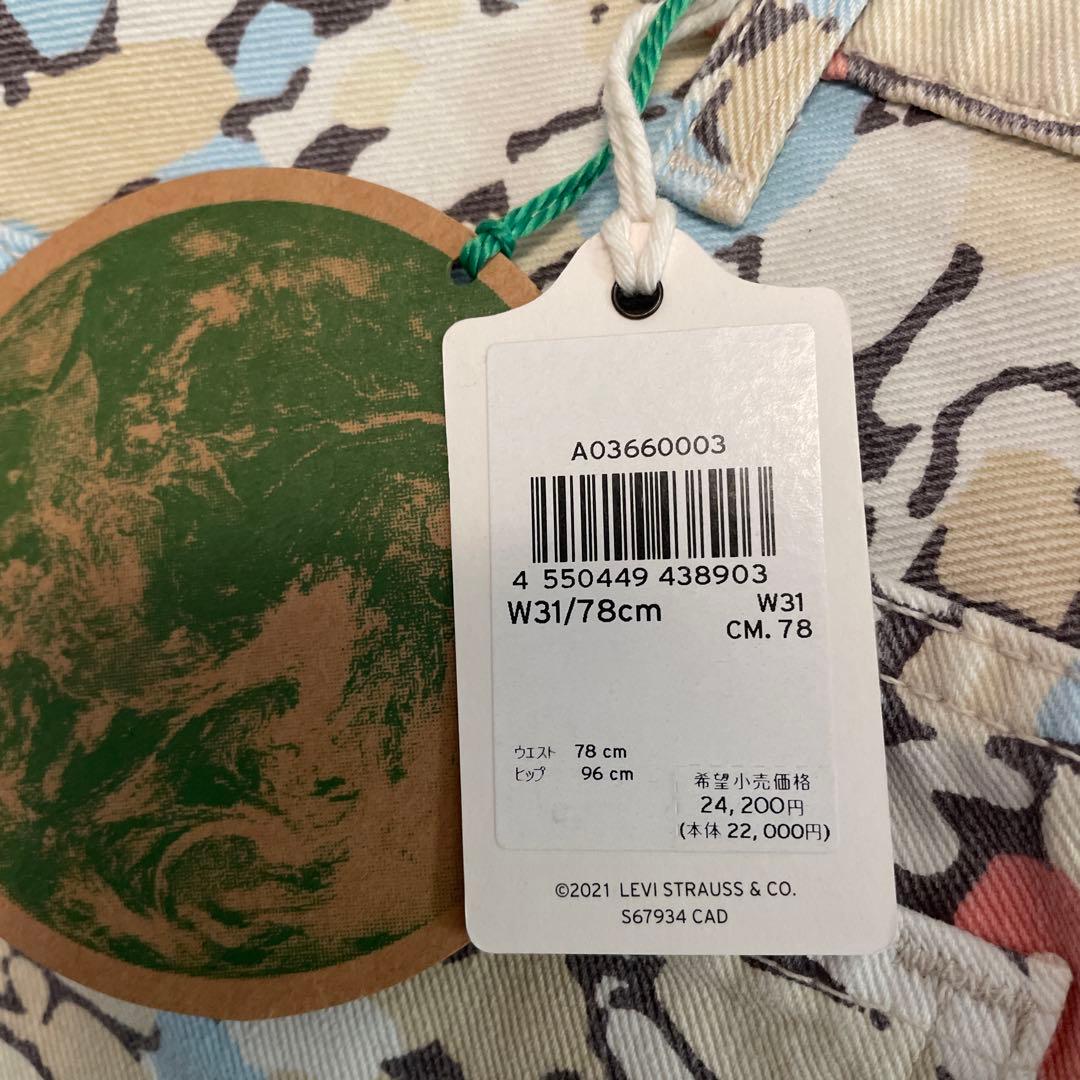 A03660003
4 550449 438903
W31/78cm
W31
CM. 78
ウエスト 78 cm
ヒップ 96 cm
希望小売価格
24,200円
(本体 22,000円)
©2021 LEVI STRAUSS & CO.
S67934 CAD